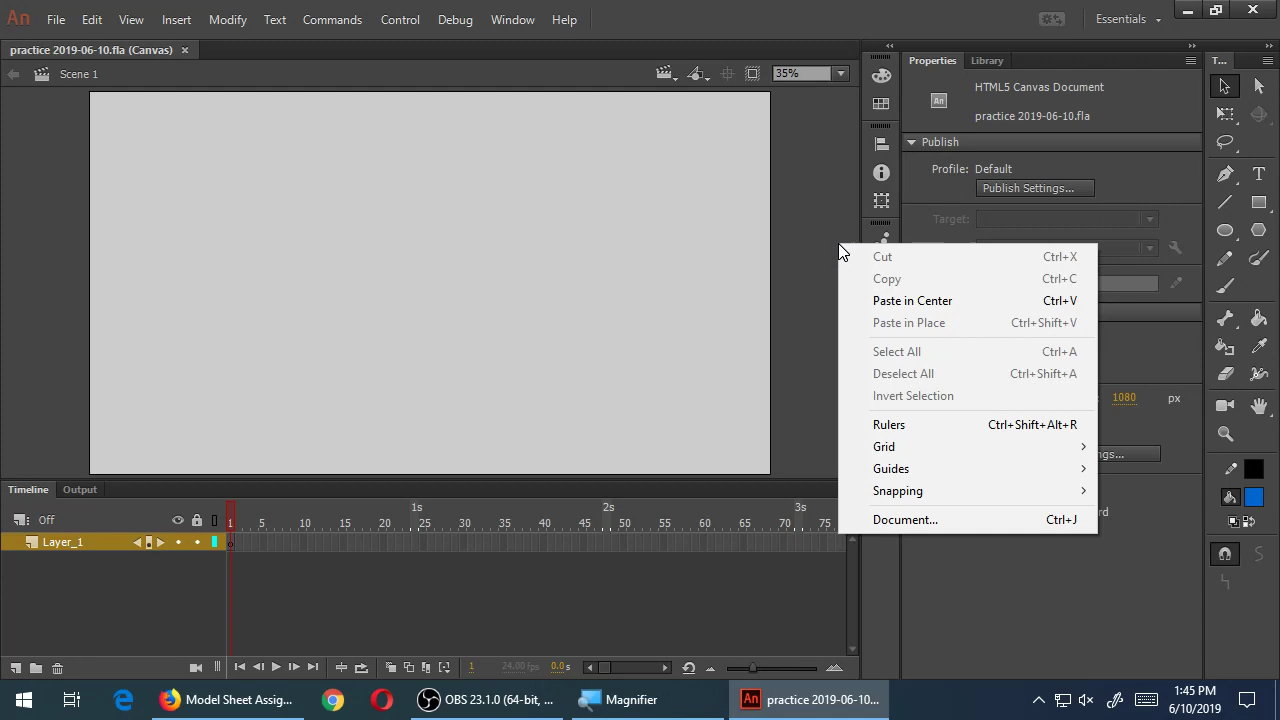 An File Edit View Insert Modify Text Commands Control Debug Window Help Essentials
practice 2019-06-10.fla (Canvas) ×
Scene 1 35%
Properties Library T...
HTML5 Canvas Document
An practice 2019-06-10.fla
Publish
Profile: Default
Publish Settings...
Target:
Cut Ctrl+X
Copy Ctrl+C
Paste in Center Ctrl+V
Paste in Place Ctrl+Shift+V
Select All Ctrl+A
Deselect All Ctrl+Shift+A
Invert Selection
1080 px
Rulers Ctrl+Shift+Alt+R
Grid
Guides
Snapping
Document... Ctrl+J
Timeline Output
1s 2s 3s
Off 1 5 10 15 20 25 30 35 40 45 50 55 60 65 70 75
Layer_1
1 24.00 fps 0.0 s
Model Sheet Assig...
OBS 23.1.0 (64-bit, ...
Magnifier
An practice 2019-06-10...
1:45 PM
6/10/2019